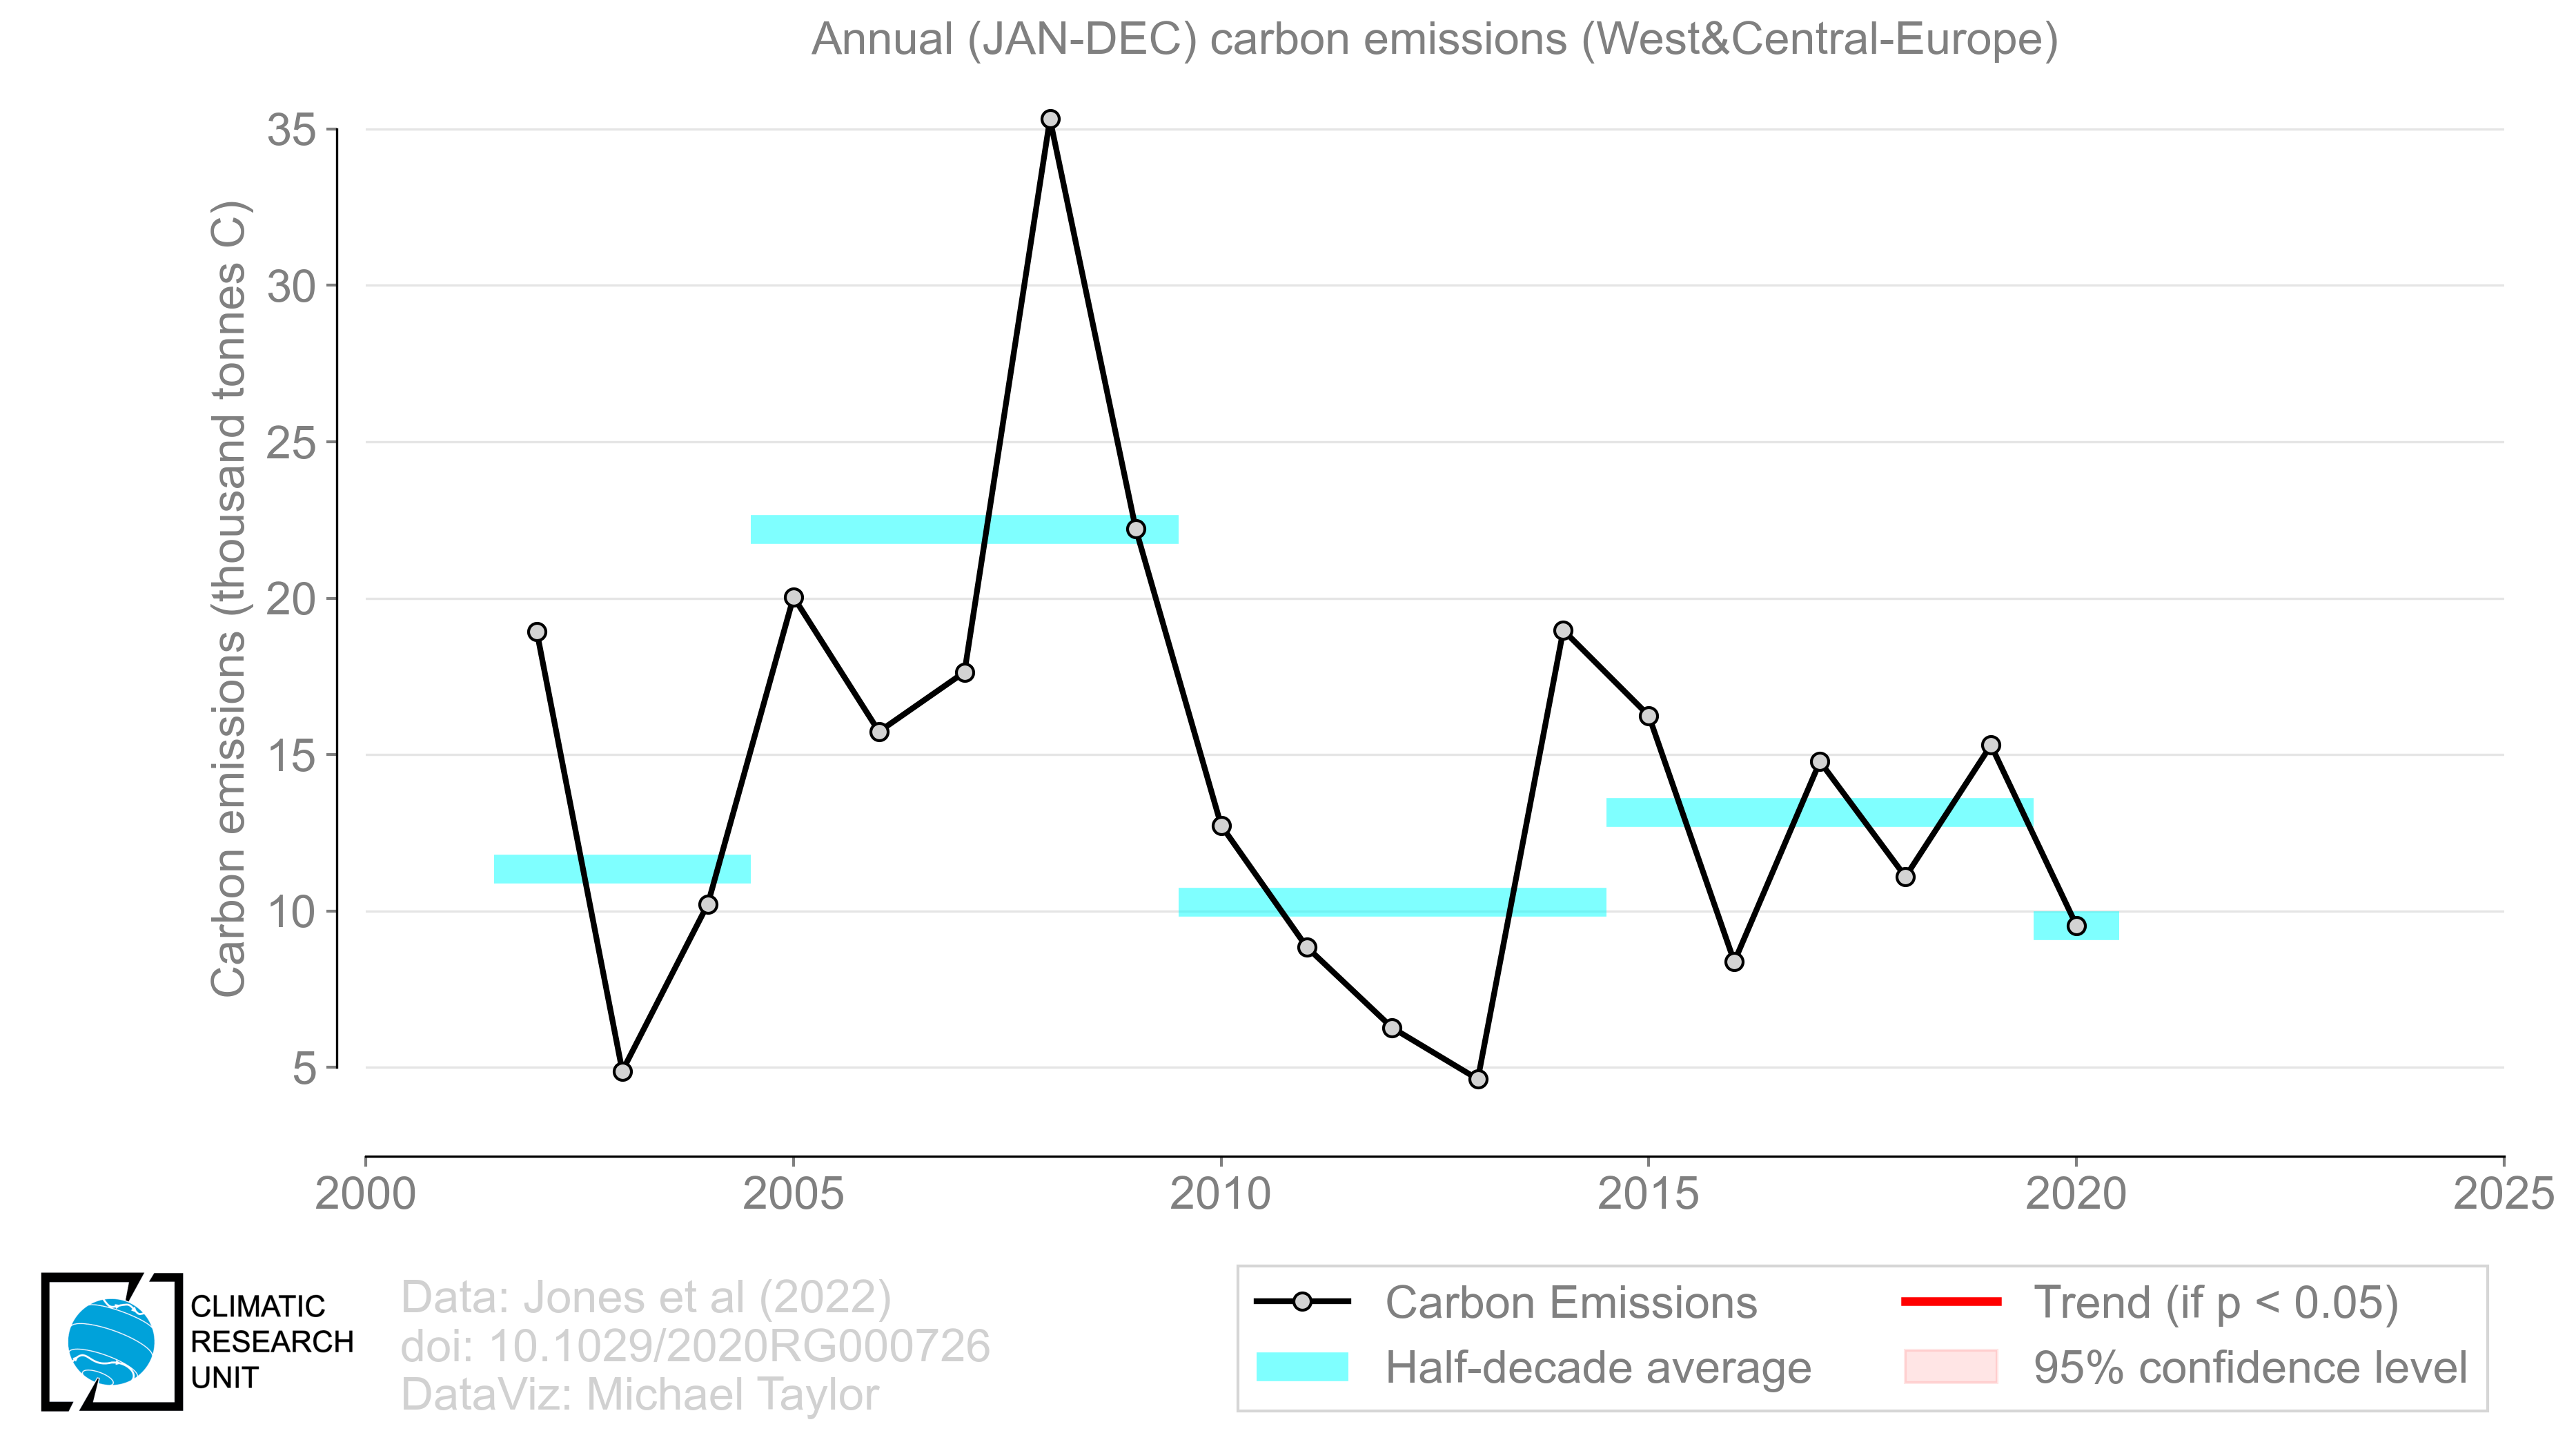 Annual (JAN-DEC) carbon emissions (West&Central-Europe)
Carbon emissions (thousand tonnes C)
35
30
25
20
15
10
5
2000
2005
2010
2015
2020
2025
CLIMATIC
RESEARCH
UNIT
Data: Jones et al (2022)
doi: 10.1029/2020RG000726
DataViz: Michael Taylor
Carbon Emissions
Half-decade average
Trend (if p < 0.05)
95% confidence level